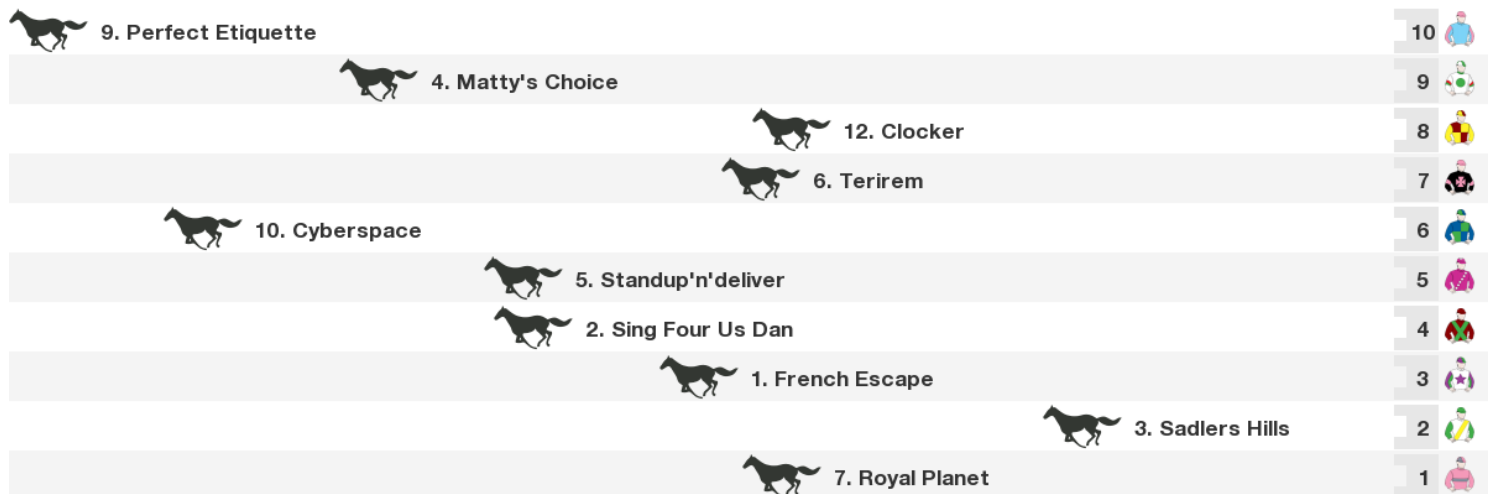 9. Perfect Etiquette 10
4. Matty's Choice 9
12. Clocker 8
6. Terirem 7
10. Cyberspace 6
5. Standup'n'deliver 5
2. Sing Four Us Dan 4
1. French Escape 3
3. Sadlers Hills 2
7. Royal Planet 1